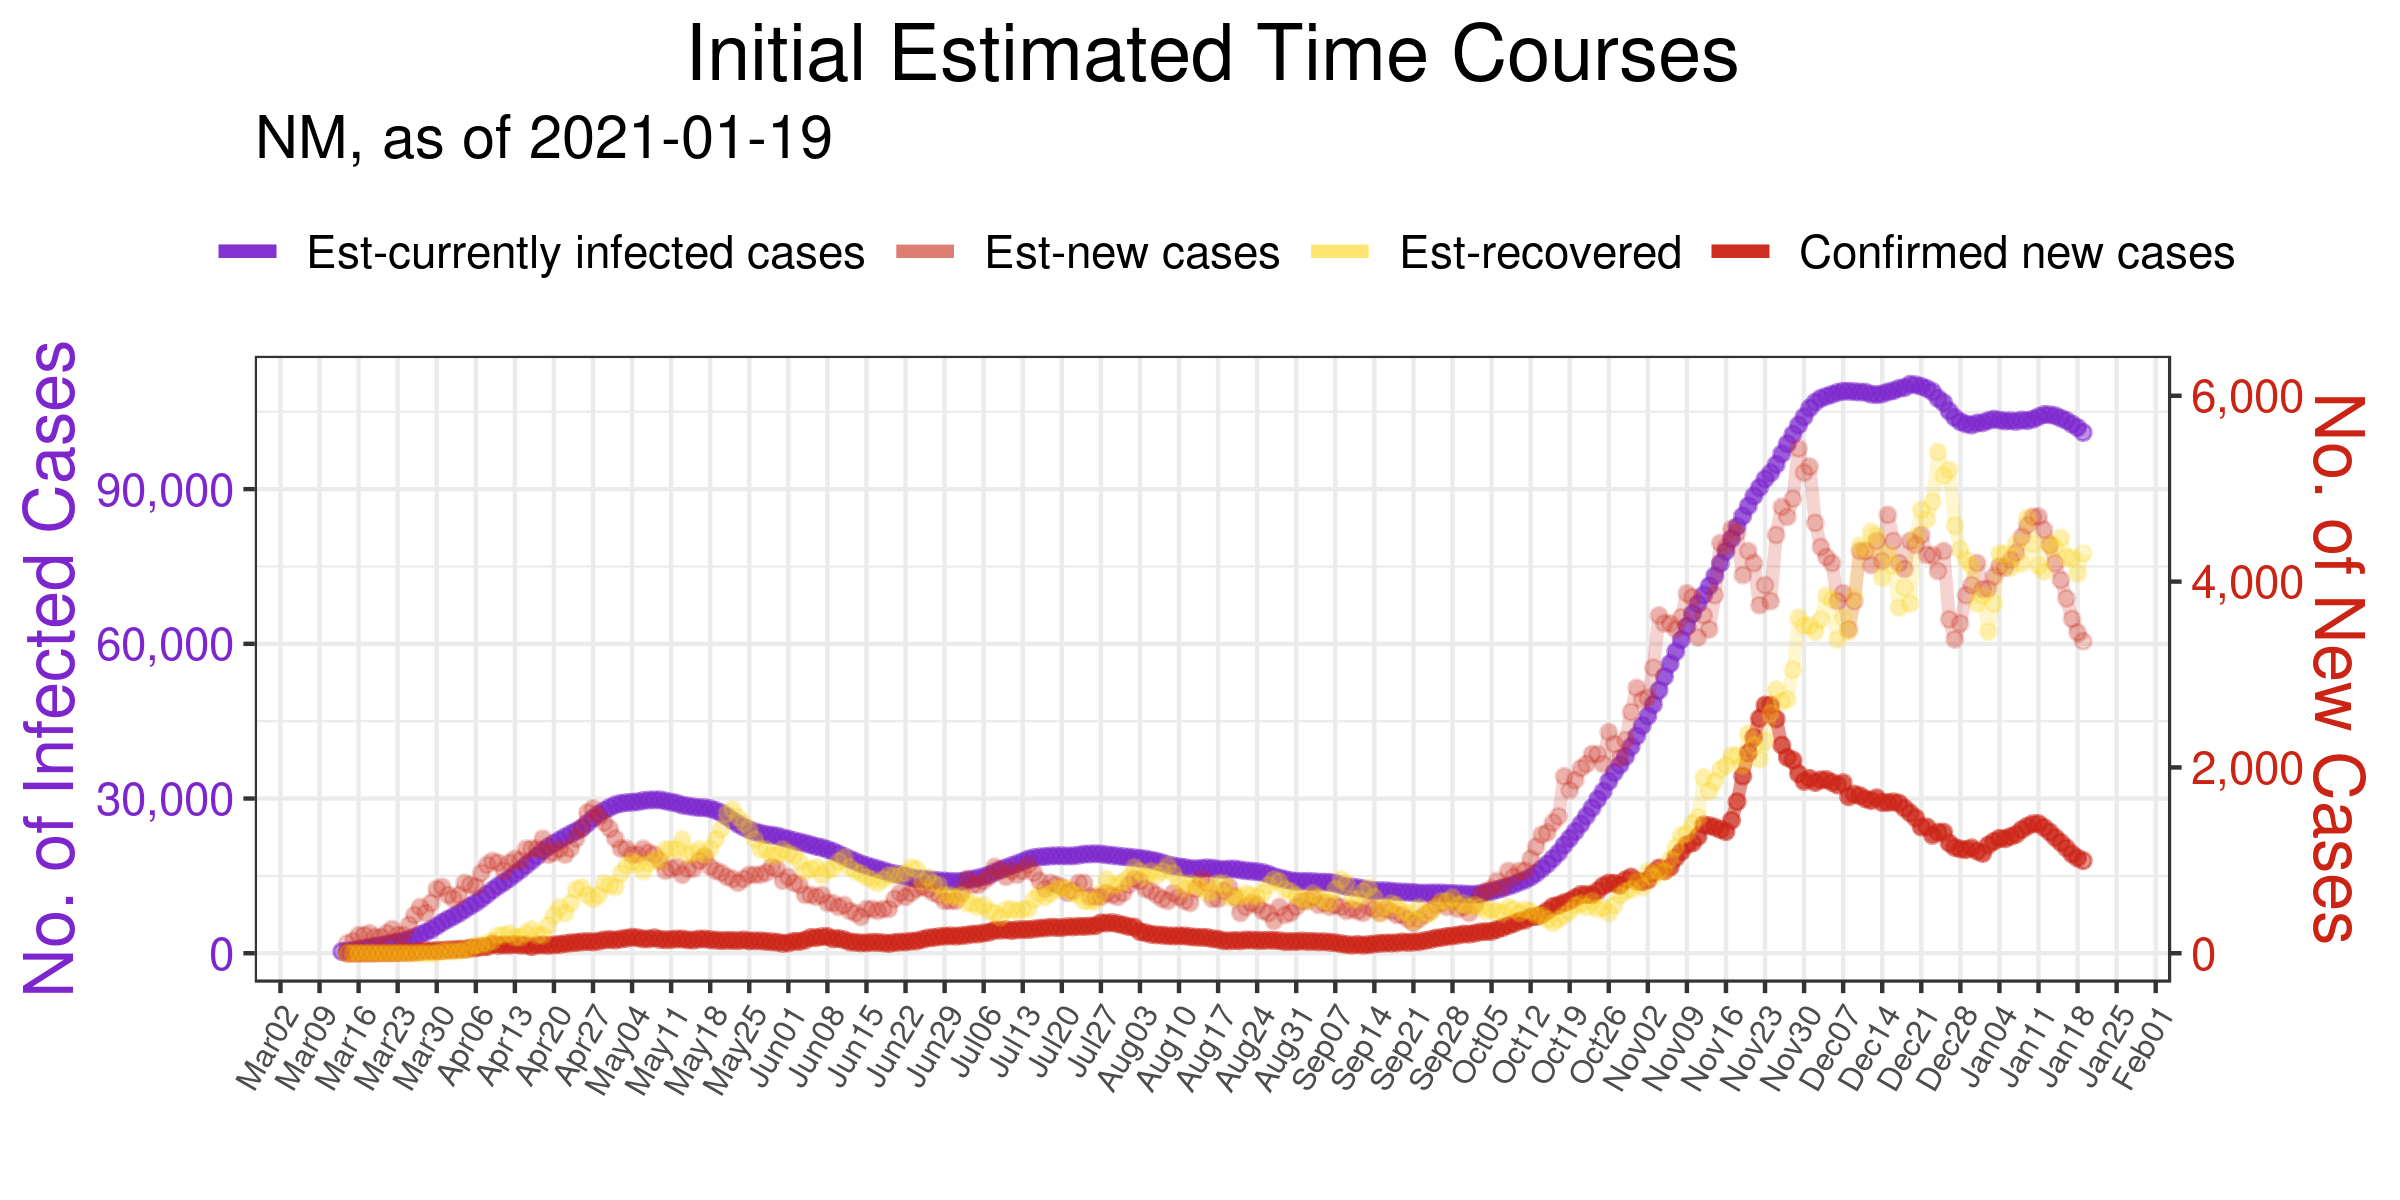 Initial Estimated Time Courses
NM, as of 2021-01-19
Est-currently infected cases Est-new cases Est-recovered Confirmed new cases
No. of Infected Cases
90,000
60,000
30,000
0
6,000
4,000
2,000
0
No. of New Cases
Mar02 Mar09 Mar16 Mar23 Mar30 Apr06 Apr13 Apr20 Apr27 May04 May11 May18 May25 Jun01 Jun08 Jun15 Jun22 Jun29 Jul06 Jul13 Jul20 Jul27 Aug03 Aug10 Aug17 Aug24 Aug31 Sep07 Sep14 Sep21 Sep28 Oct05 Oct12 Oct19 Oct26 Nov02 Nov09 Nov16 Nov23 Nov30 Dec07 Dec14 Dec21 Dec28 Jan04 Jan11 Jan18 Jan25 Feb01